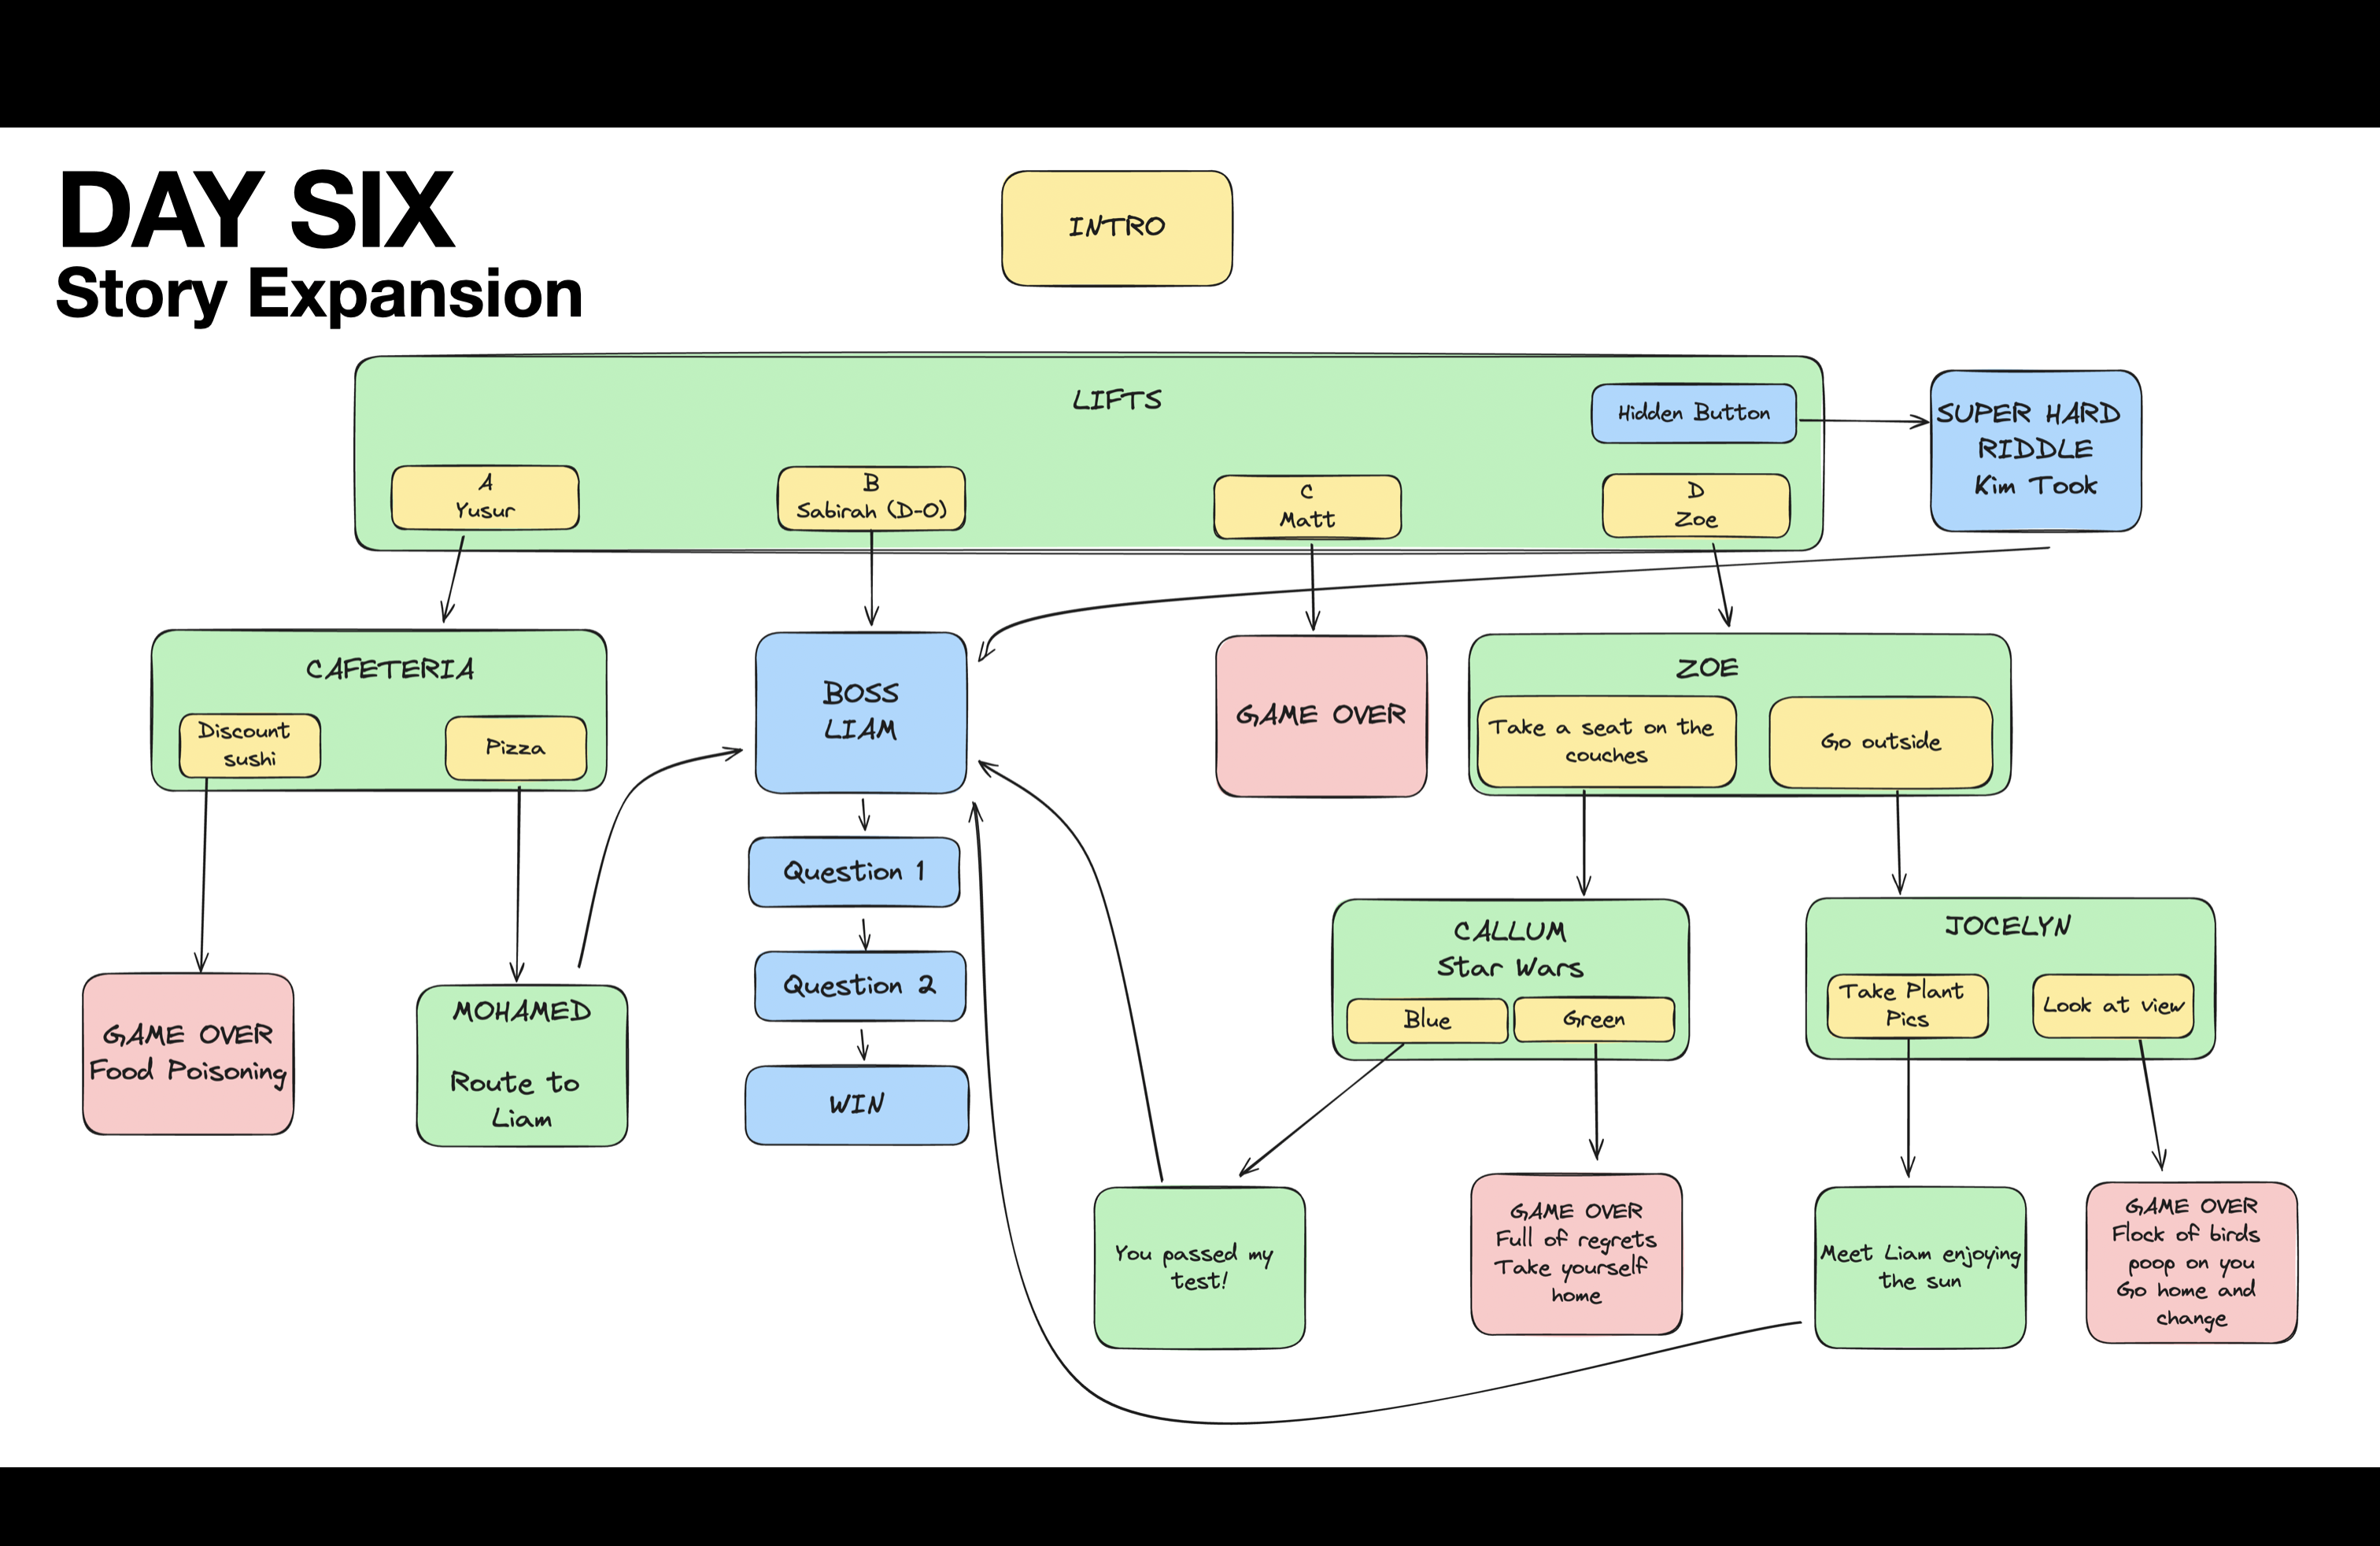 DAY SIX
Story Expansion
INTRO
LIFTS
Hidden Button
SUPER HARD
RIDDLE
Kim Took
A
Yusur
B
Sabirah (D-O)
C
Matt
D
Zoe
CAFETERIA
Discount
sushi
Pizza
BOSS
LIAM
GAME OVER
ZOE
Take a seat on the
couches
Go outside
Question 1
Question 2
WIN
GAME OVER
Food Poisoning
MOHAMED
Route to
Liam
CALLUM
Star Wars
Blue
Green
JOCELYN
Take Plant
Pics
Look at view
You passed my
test!
GAME OVER
Full of regrets
Take yourself
home
Meet Liam enjoying
the sun
GAME OVER
Flock of birds
poop on you
Go home and
change